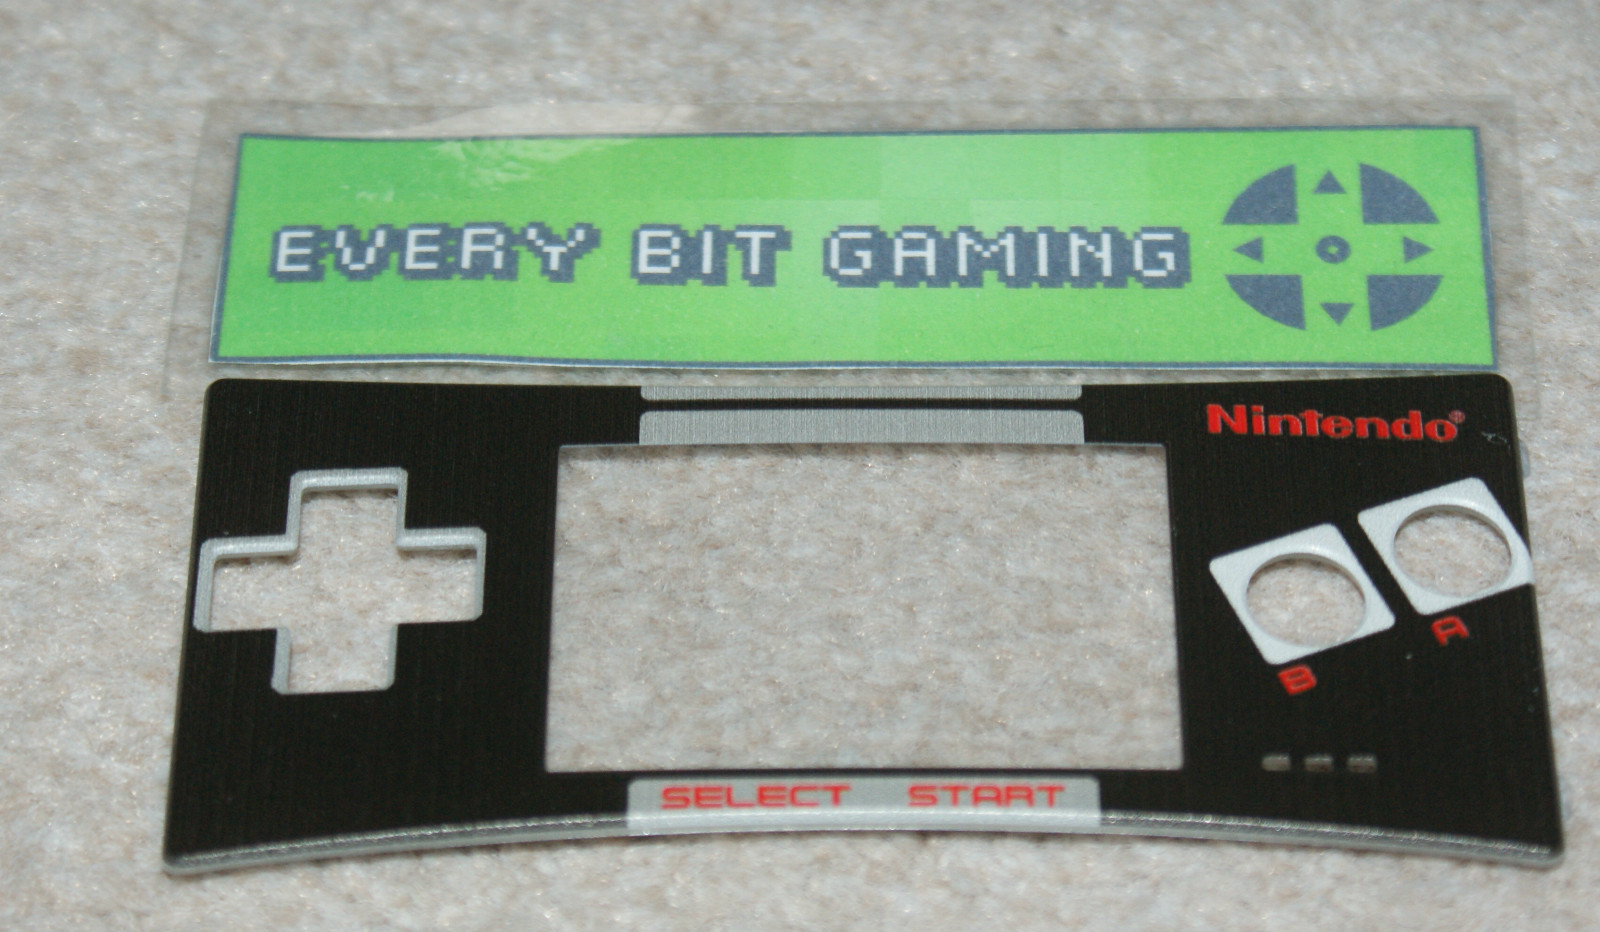 EVERY BIT GAMING
Nintendo®
A
B
SELECT START